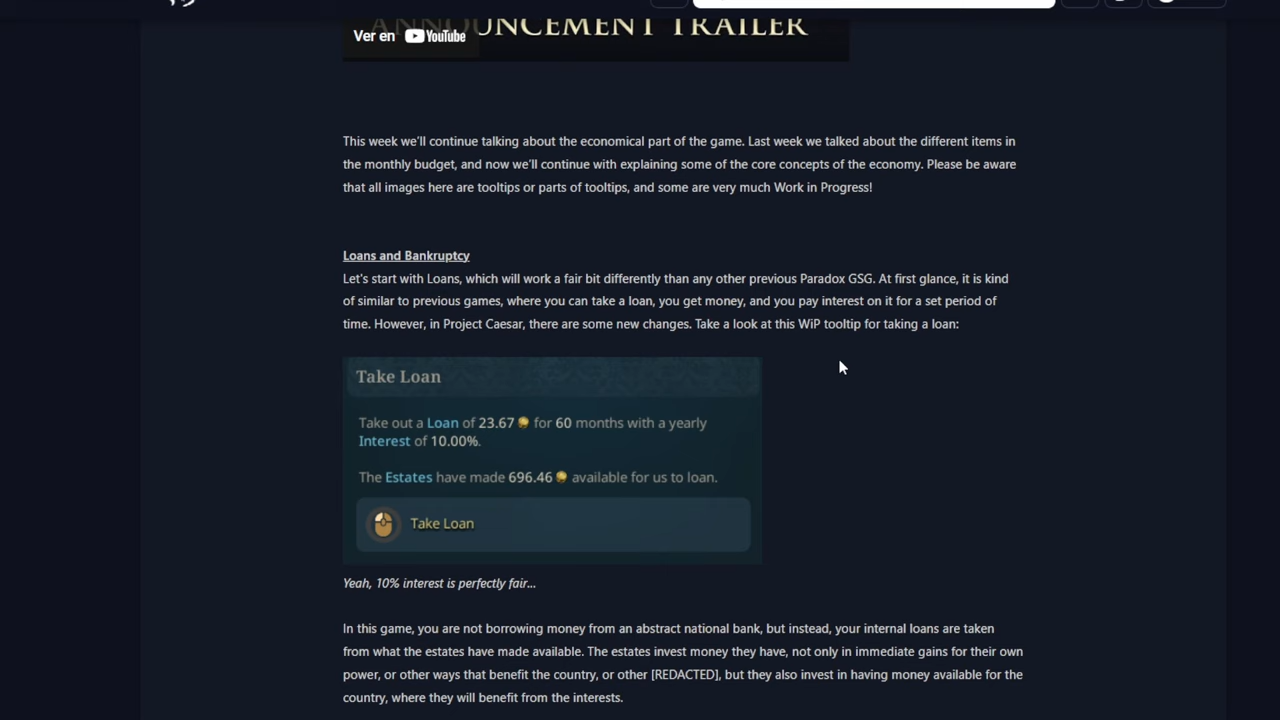 ANNOUNCEMENT TRAILER
Ver en YouTube
This week we'll continue talking about the economical part of the game. Last week we talked about the different items in
the monthly budget, and now we'll continue with explaining some of the core concepts of the economy. Please be aware
that all images here are tooltips or parts of tooltips, and some are very much Work in Progress!
Loans and Bankruptcy
Let's start with Loans, which will work a fair bit differently than any other previous Paradox GSG. At first glance, it is kind
of similar to previous games, where you can take a loan, you get money, and you pay interest on it for a set period of
time. However, in Project Caesar, there are some new changes. Take a look at this WiP tooltip for taking a loan:
Take Loan
Take out a Loan of 23.67 for 60 months with a yearly
Interest of 10.00%.
The Estates have made 696.46 available for us to loan.
Take Loan
Yeah, 10% interest is perfectly fair...
In this game, you are not borrowing money from an abstract national bank, but instead, your internal loans are taken
from what the estates have made available. The estates invest money they have, not only in immediate gains for their own
power, or other ways that benefit the country, or other [REDACTED], but they also invest in having money available for the
country, where they will benefit from the interests.